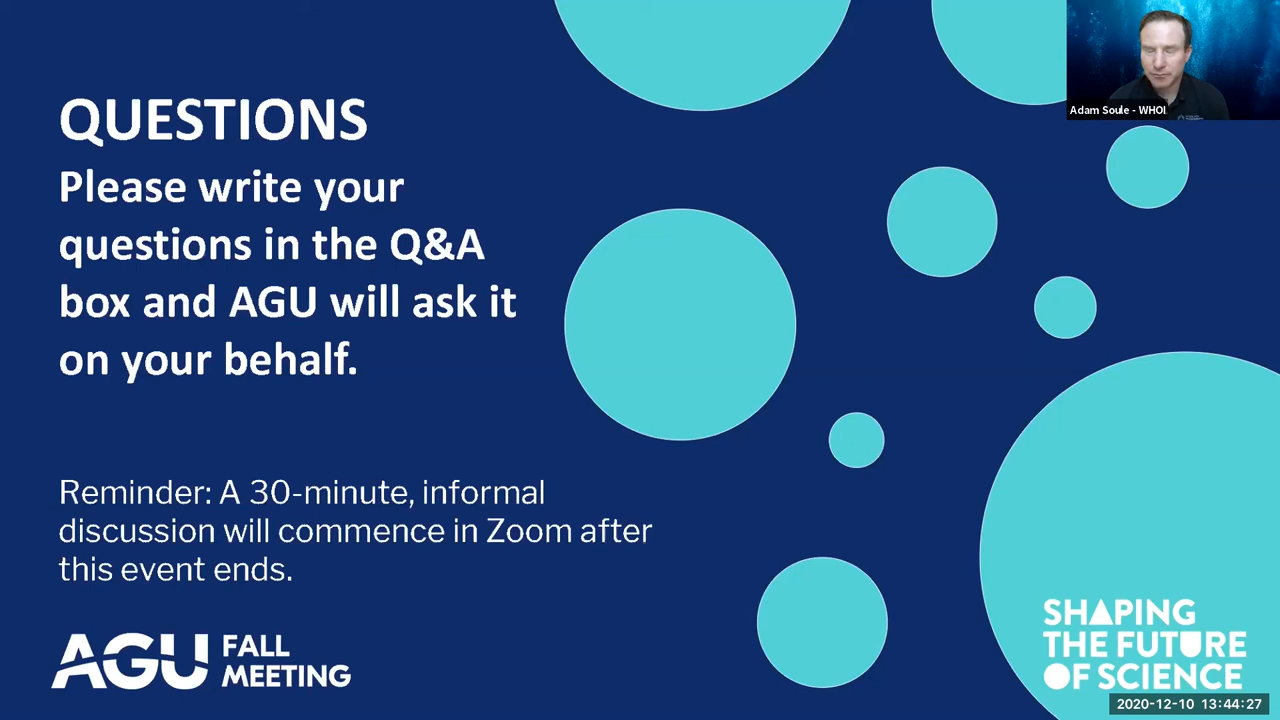 QUESTIONS
Please write your
questions in the Q&A
box and AGU will ask it
on your behalf.
Reminder: A 30-minute, informal
discussion will commence in Zoom after
this event ends.
AGU FALL
MEETING
Adam Soule - WHOI
SHAPING
THE FUTURE
OF SCIENCE
2020-12-10 13:44:27